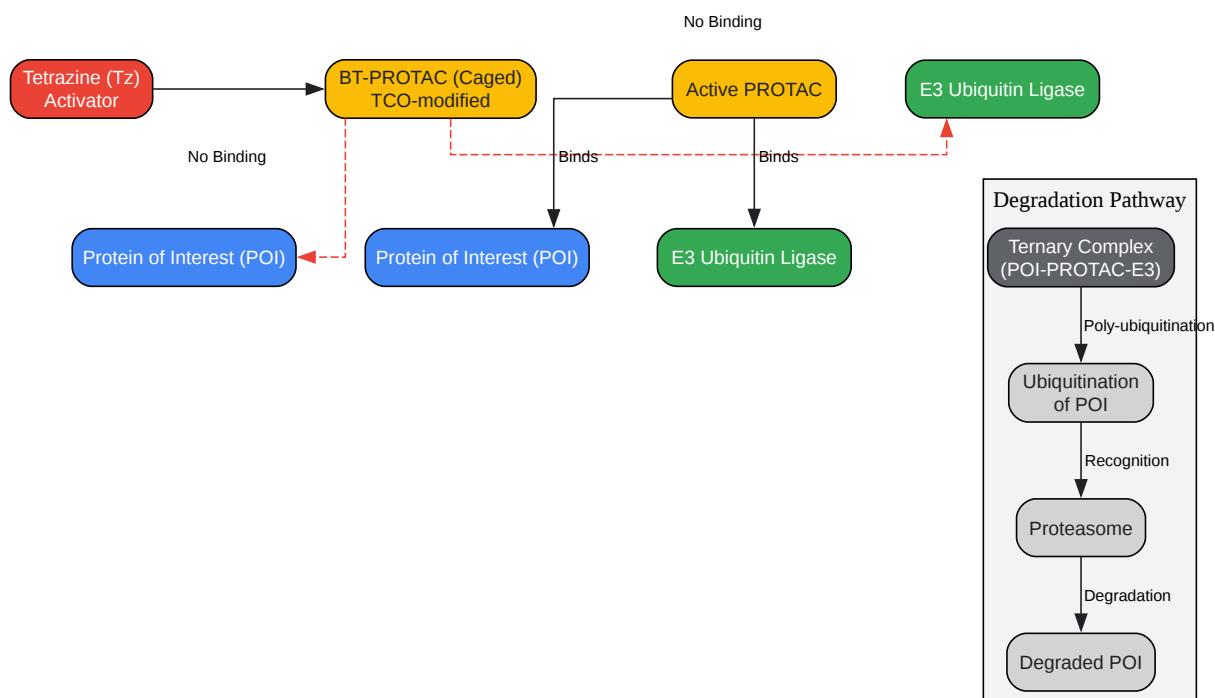 No Binding
Tetrazine (Tz)
Activator
BT-PROTAC (Caged)
TCO-modified
Active PROTAC
E3 Ubiquitin Ligase
No Binding
Binds
Binds
Protein of Interest (POI)
Protein of Interest (POI)
E3 Ubiquitin Ligase
Degradation Pathway
Ternary Complex
(POI-PROTAC-E3)
Poly-ubiquitination
Ubiquitination
of POI
Recognition
Proteasome
Degradation
Degraded POI